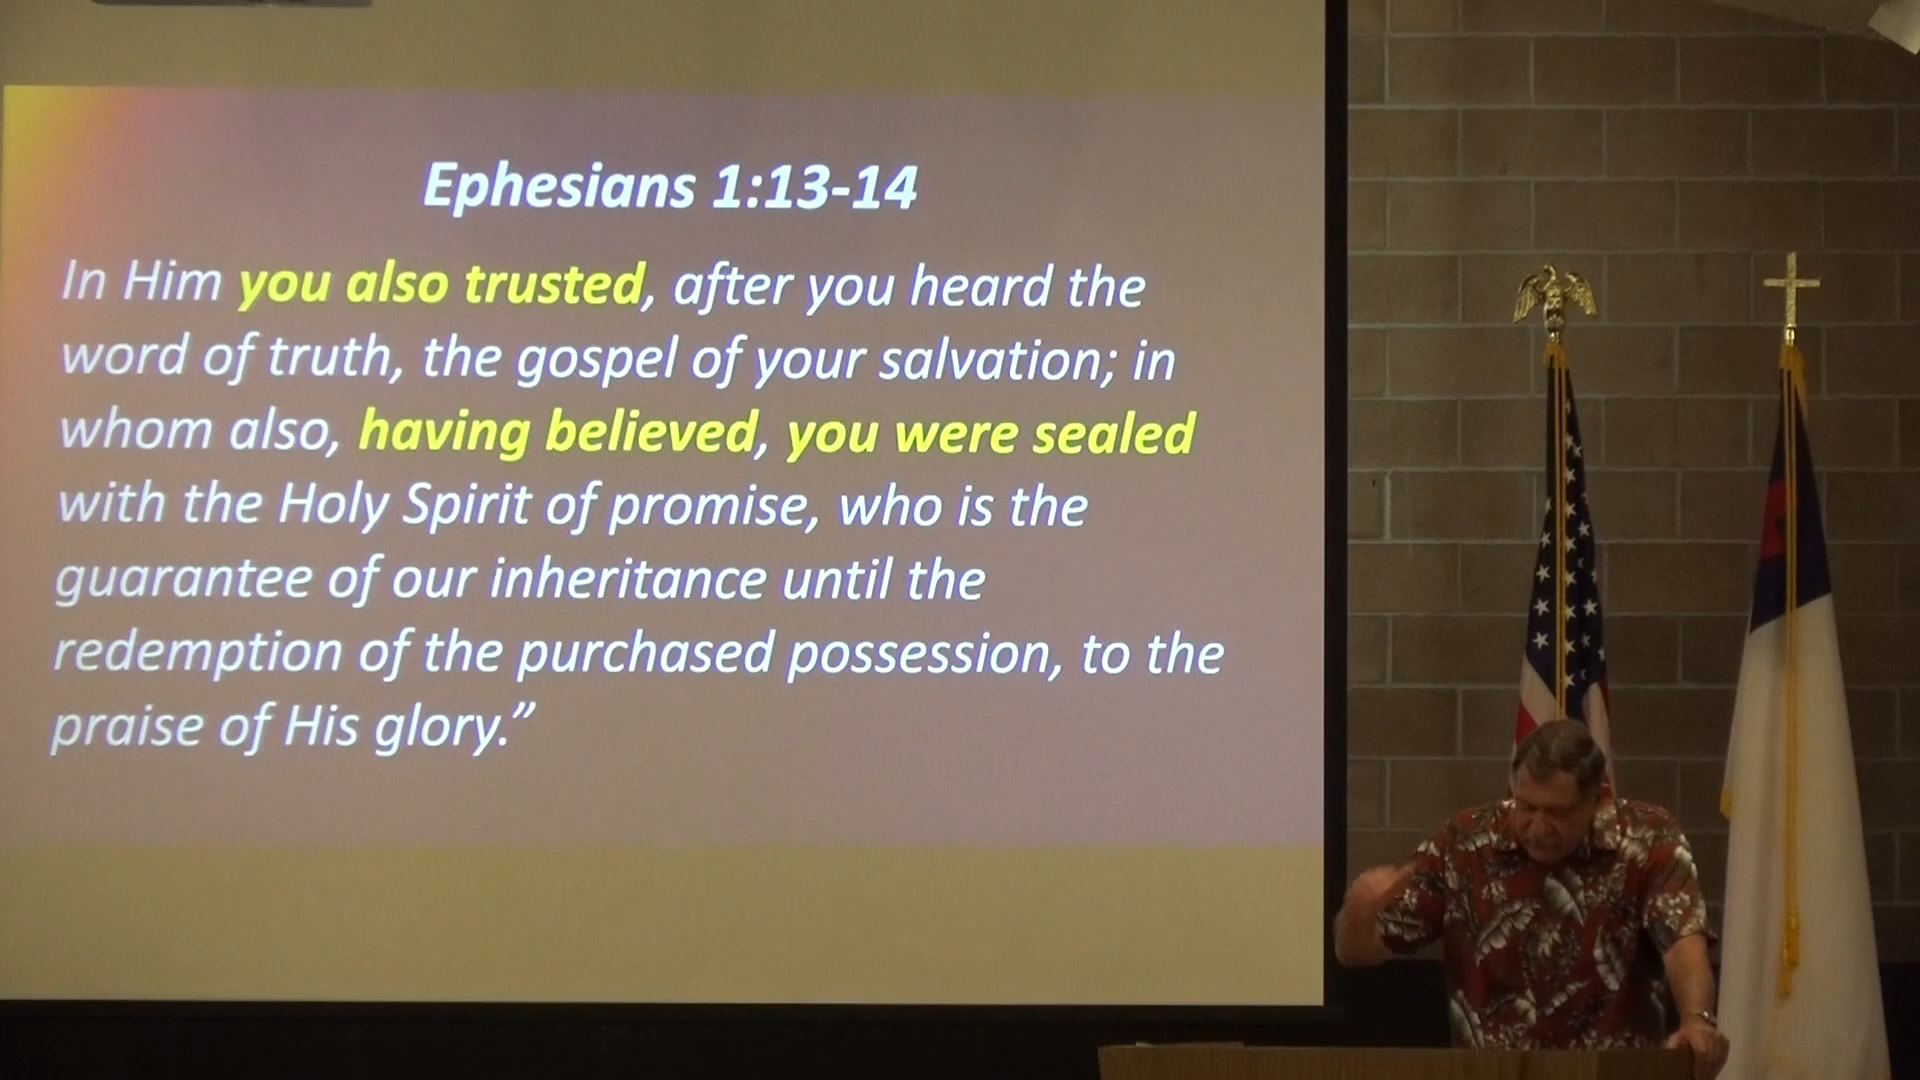 Ephesians 1:13-14
In Him you also trusted, after you heard the
word of truth, the gospel of your salvation; in
whom also, having believed, you were sealed
with the Holy Spirit of promise, who is the
guarantee of our inheritance until the
redemption of the purchased possession, to the
praise of His glory.”